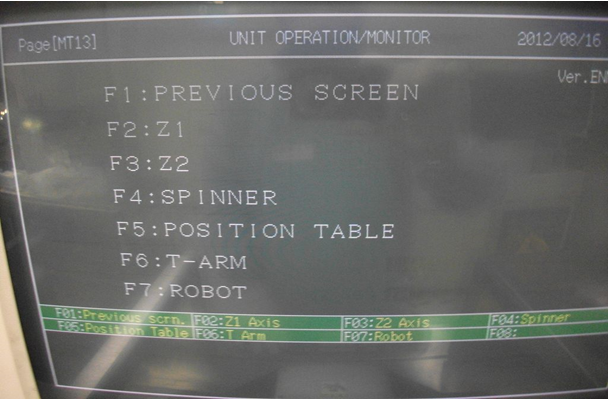 Page[MT13] UNIT OPERATION/MONITOR 2012/08/16
Ver.EN
F1:PREVIOUS SCREEN
F2:Z1
F3:Z2
F4:SPINNER
F5:POSITION TABLE
F6:T-ARM
F7:ROBOT
F01:Previous scrn. F02:Z1 Axis F03:Z2 Axis F04:Spinner
F05:Position Table F06:T Arm F07:Robot F08: